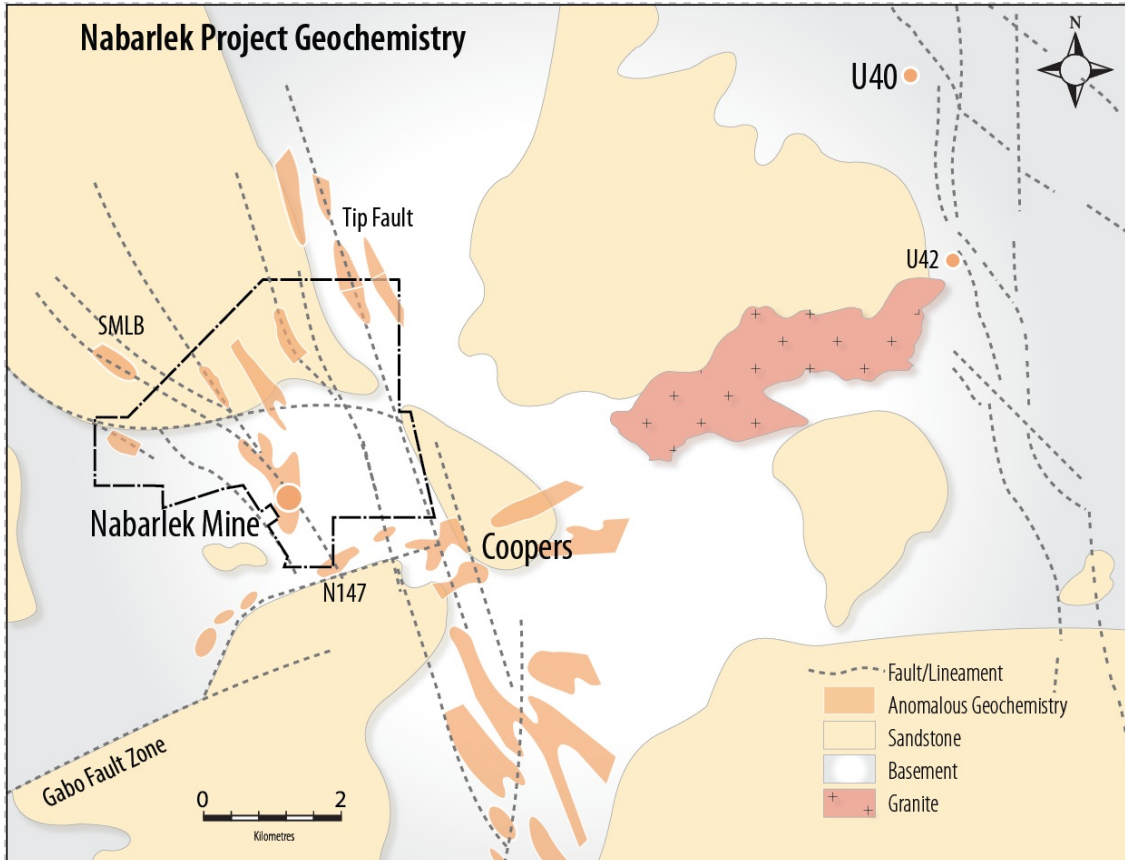 Nabarlek Project Geochemistry
N
U40
Tip Fault
U42
SMLB
Nabarlek Mine
Coopers
N147
Gabo Fault Zone
0 2
Kilometres
Fault/Lineament
Anomalous Geochemistry
Sandstone
Basement
Granite